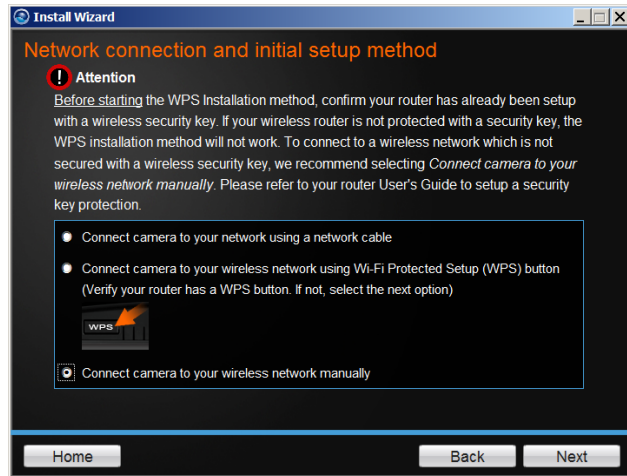 Install Wizard
Network connection and initial setup method
Attention
Before starting the WPS Installation method, confirm your router has already been setup
with a wireless security key. If your wireless router is not protected with a security key, the
WPS installation method will not work. To connect to a wireless network which is not
secured with a wireless security key, we recommend selecting Connect camera to your
wireless network manually. Please refer to your router User's Guide to setup a security
key protection.
Connect camera to your network using a network cable
Connect camera to your wireless network using Wi-Fi Protected Setup (WPS) button
(Verify your router has a WPS button. If not, select the next option)
WPS
Connect camera to your wireless network manually
Home Back Next